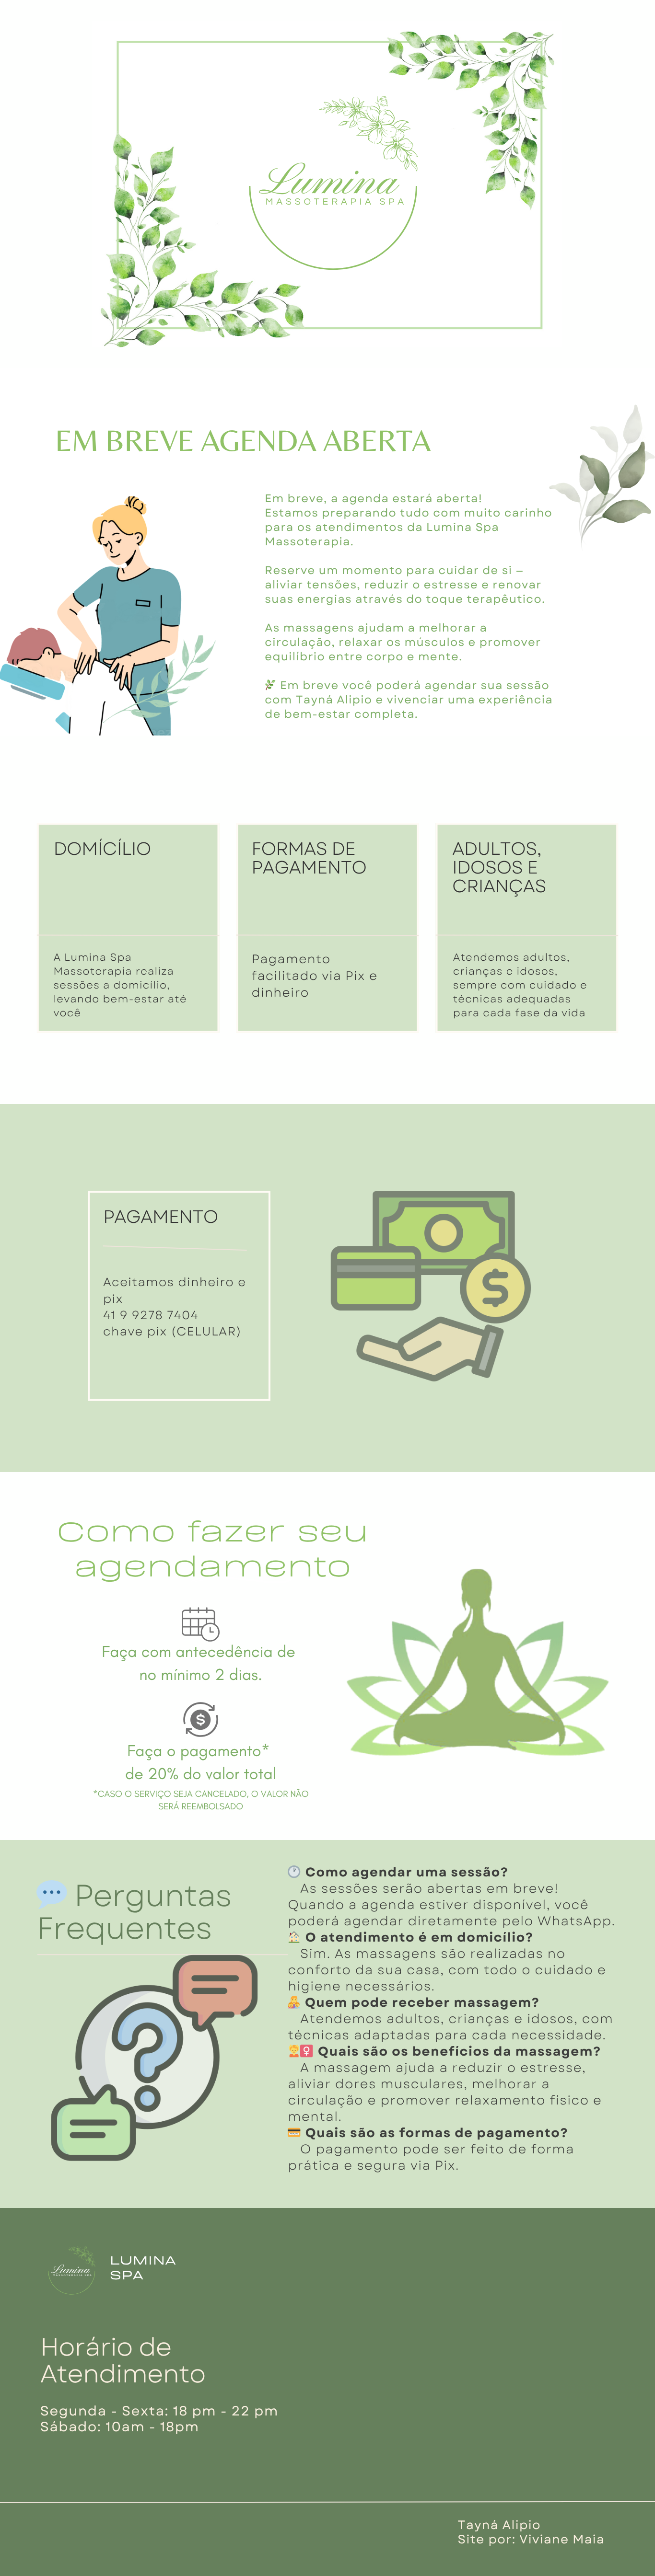 Lumina
MASSOTERAPIA SPA
EM BREVE AGENDA ABERTA
Em breve, a agenda estará aberta!
Estamos preparando tudo com muito carinho
para os atendimentos da Lumina Spa
Massoterapia.
Reserve um momento para cuidar de si –
aliviar tensões, reduzir o estresse e renovar
suas energias através do toque terapêutico.
As massagens ajudam a melhorar a
circulação, relaxar os músculos e promover
equilíbrio entre corpo e mente.
🌿 Em breve você poderá agendar sua sessão
com Tayná Alipio e vivenciar uma experiência
de bem-estar completa.
DOMÍCÍLIO
A Lumina Spa
Massoterapia realiza
sessões a domicílio,
levando bem-estar até
você
FORMAS DE
PAGAMENTO
Pagamento
facilitado via Pix e
dinheiro
ADULTOS,
IDOSOS E
CRIANÇAS
Atendemos adultos,
crianças e idosos,
sempre com cuidado e
técnicas adequadas
para cada fase da vida
PAGAMENTO
Aceitamos dinheiro e
pix
41 9 9278 7404
chave pix (CELULAR)
Como fazer seu
agendamento
Faça com antecedência de
no mínimo 2 dias.
Faça o pagamento*
de 20% do valor total
*CASO O SERVIÇO SEJA CANCELADO, O VALOR NÃO
SERÁ REEMBOLSADO
💬 Perguntas
Frequentes
🕐 Como agendar uma sessão?
As sessões serão abertas em breve!
Quando a agenda estiver disponível, você
poderá agendar diretamente pelo WhatsApp.
🏠 O atendimento é em domicílio?
Sim. As massagens são realizadas no
conforto da sua casa, com todo o cuidado e
higiene necessários.
Quem pode receber massagem?
Atendemos adultos, crianças e idosos, com
técnicas adaptadas para cada necessidade.
Quais são os benefícios da massagem?
A massagem ajuda a reduzir o estresse,
aliviar dores musculares, melhorar a
circulação e promover relaxamento físico e
mental.
💳 Quais são as formas de pagamento?
O pagamento pode ser feito de forma
prática e segura via Pix.
Lumina
MASSOTERAPIA SPA
LUMINA
SPA
Horário de
Atendimento
Segunda - Sexta: 18 pm - 22 pm
Sábado: 10am - 18pm
Tayná Alipio
Site por: Viviane Maia